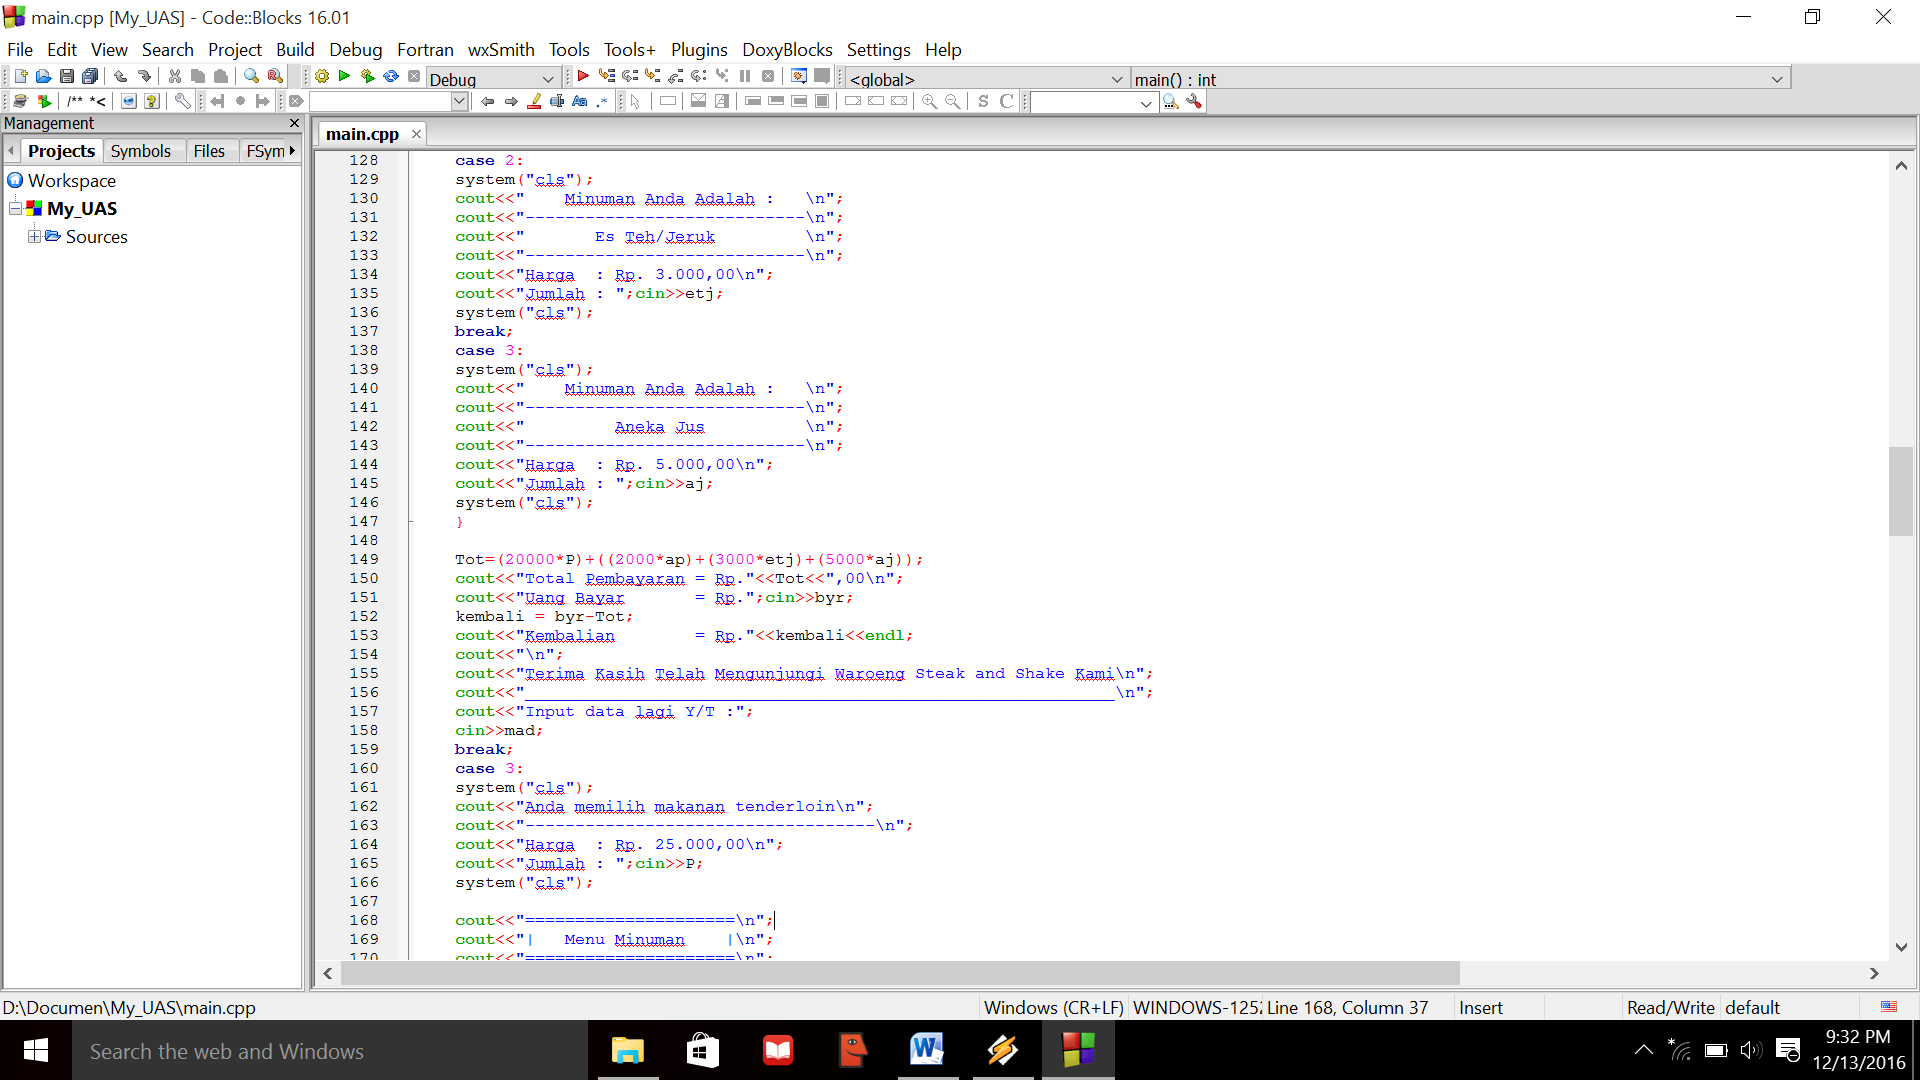 main.cpp [My_UAS] - Code::Blocks 16.01
File Edit View Search Project Build Debug Fortran wxSmith Tools Tools+ Plugins DoxyBlocks Settings Help
Debug <global> main() : int
/** *<
Management
main.cpp
Projects Symbols Files FSym
Workspace
My_UAS
Sources
128 case 2:
129 system("cls");
130 cout<<"    Minuman Anda Adalah :   \n";
131 cout<<"----------------------------\n";
132 cout<<"       Es Teh/Jeruk         \n";
133 cout<<"----------------------------\n";
134 cout<<"Harga  : Rp. 3.000,00\n";
135 cout<<"Jumlah : ";cin>>etj;
136 system("cls");
137 break;
138 case 3:
139 system("cls");
140 cout<<"    Minuman Anda Adalah :   \n";
141 cout<<"----------------------------\n";
142 cout<<"         Aneka Jus          \n";
143 cout<<"----------------------------\n";
144 cout<<"Harga  : Rp. 5.000,00\n";
145 cout<<"Jumlah : ";cin>>aj;
146 system("cls");
147 }
148
149 Tot=(20000*P)+((2000*ap)+(3000*etj)+(5000*aj));
150 cout<<"Total Pembayaran = Rp."<<Tot<<",00\n";
151 cout<<"Uang Bayar       = Rp.";cin>>byr;
152 kembali = byr-Tot;
153 cout<<"Kembalian        = Rp."<<kembali<<endl;
154 cout<<"\n";
155 cout<<"Terima Kasih Telah Mengunjungi Waroeng Steak and Shake Kami\n";
156 cout<<"___________________________________________________________\n";
157 cout<<"Input data lagi Y/T :";
158 cin>>mad;
159 break;
160 case 3:
161 system("cls");
162 cout<<"Anda memilih makanan tenderloin\n";
163 cout<<"-----------------------------------\n";
164 cout<<"Harga  : Rp. 25.000,00\n";
165 cout<<"Jumlah : ";cin>>P;
166 system("cls");
167
168 cout<<"=====================\n";
169 cout<<"|   Menu Minuman    |\n";
170 cout<<"=====================\n";
D:\Documen\My_UAS\main.cpp Windows (CR+LF) WINDOWS-1252 Line 168, Column 37 Insert Read/Write default
Search the web and Windows
9:32 PM
12/13/2016